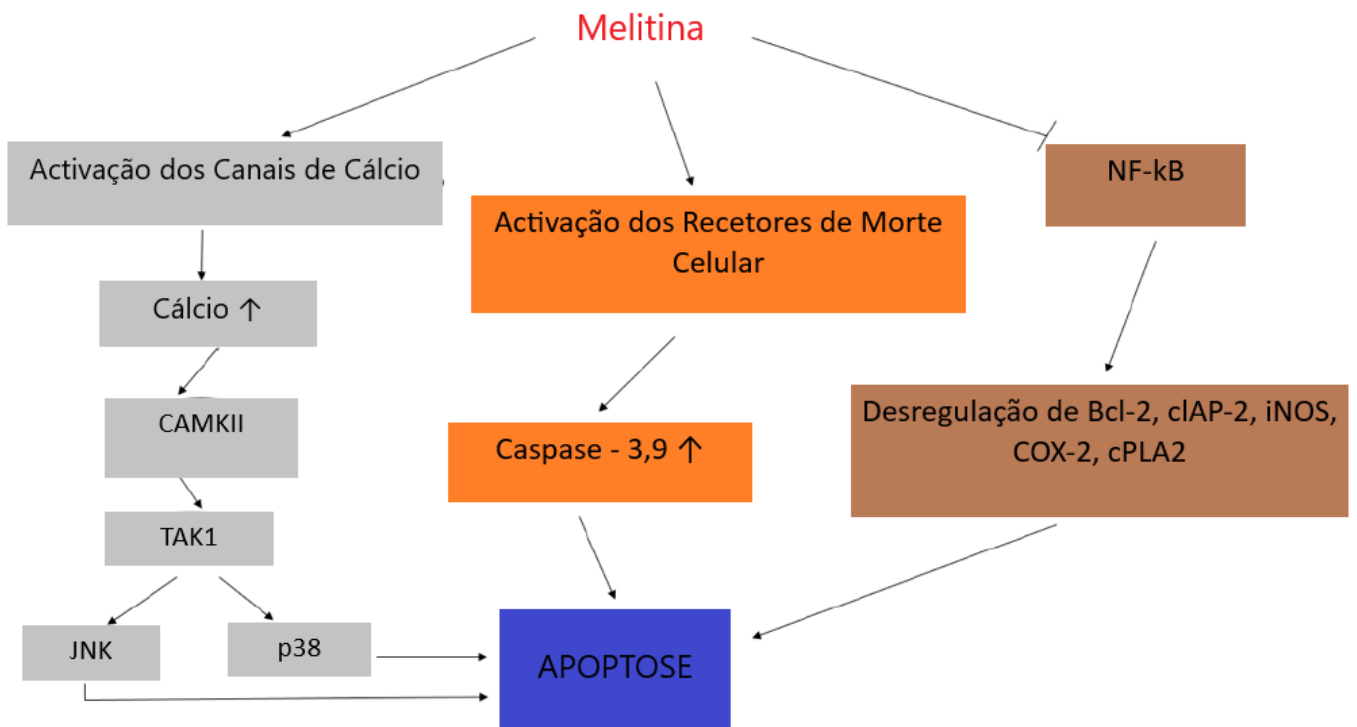 Melitina
Activação dos Canais de Cálcio
NF-kB
Activação dos Recetores de Morte
Celular
Cálcio ↑
CAMKII
Desregulação de Bcl-2, clAP-2, iNOS,
COX-2, cPLA2
Caspase - 3,9 ↑
TAK1
JNK
p38
APOPTOSE